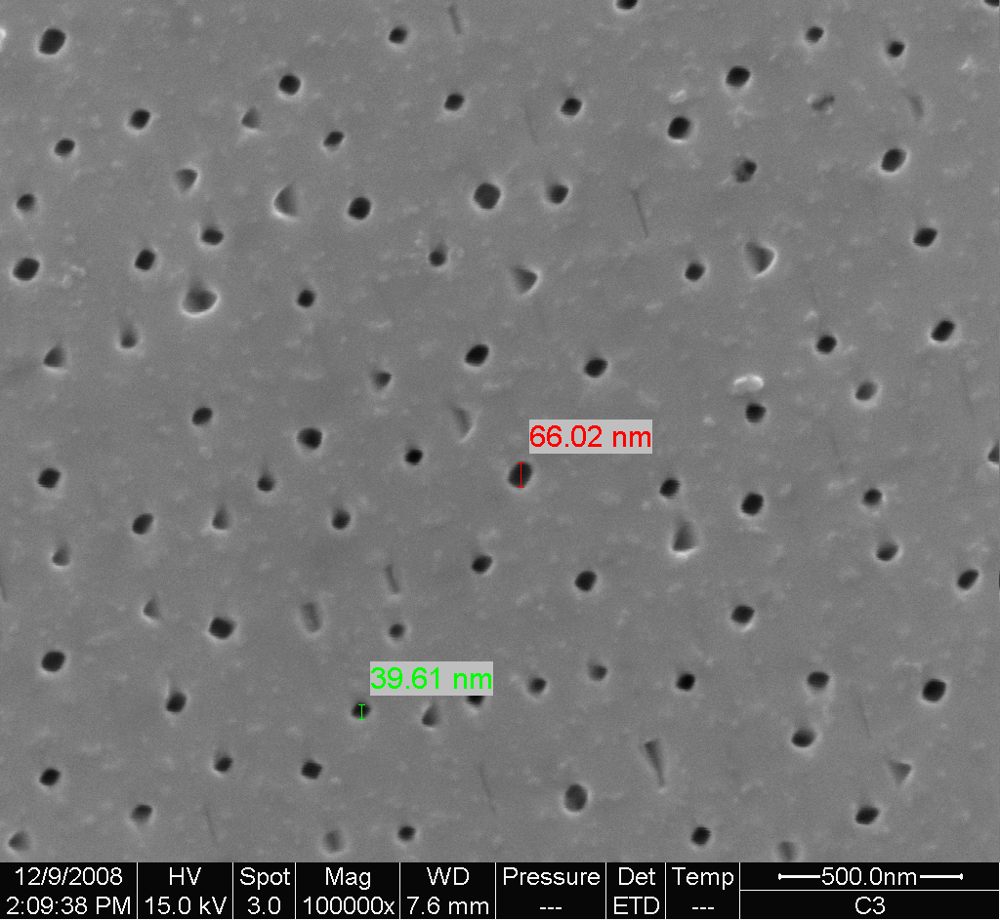 66.02 nm
39.61 nm
12/9/2008 HV Spot Mag WD Pressure Det Temp 500.0nm
2:09:38 PM 15.0 kV 3.0 100000x 7.6 mm --- ETD --- C3